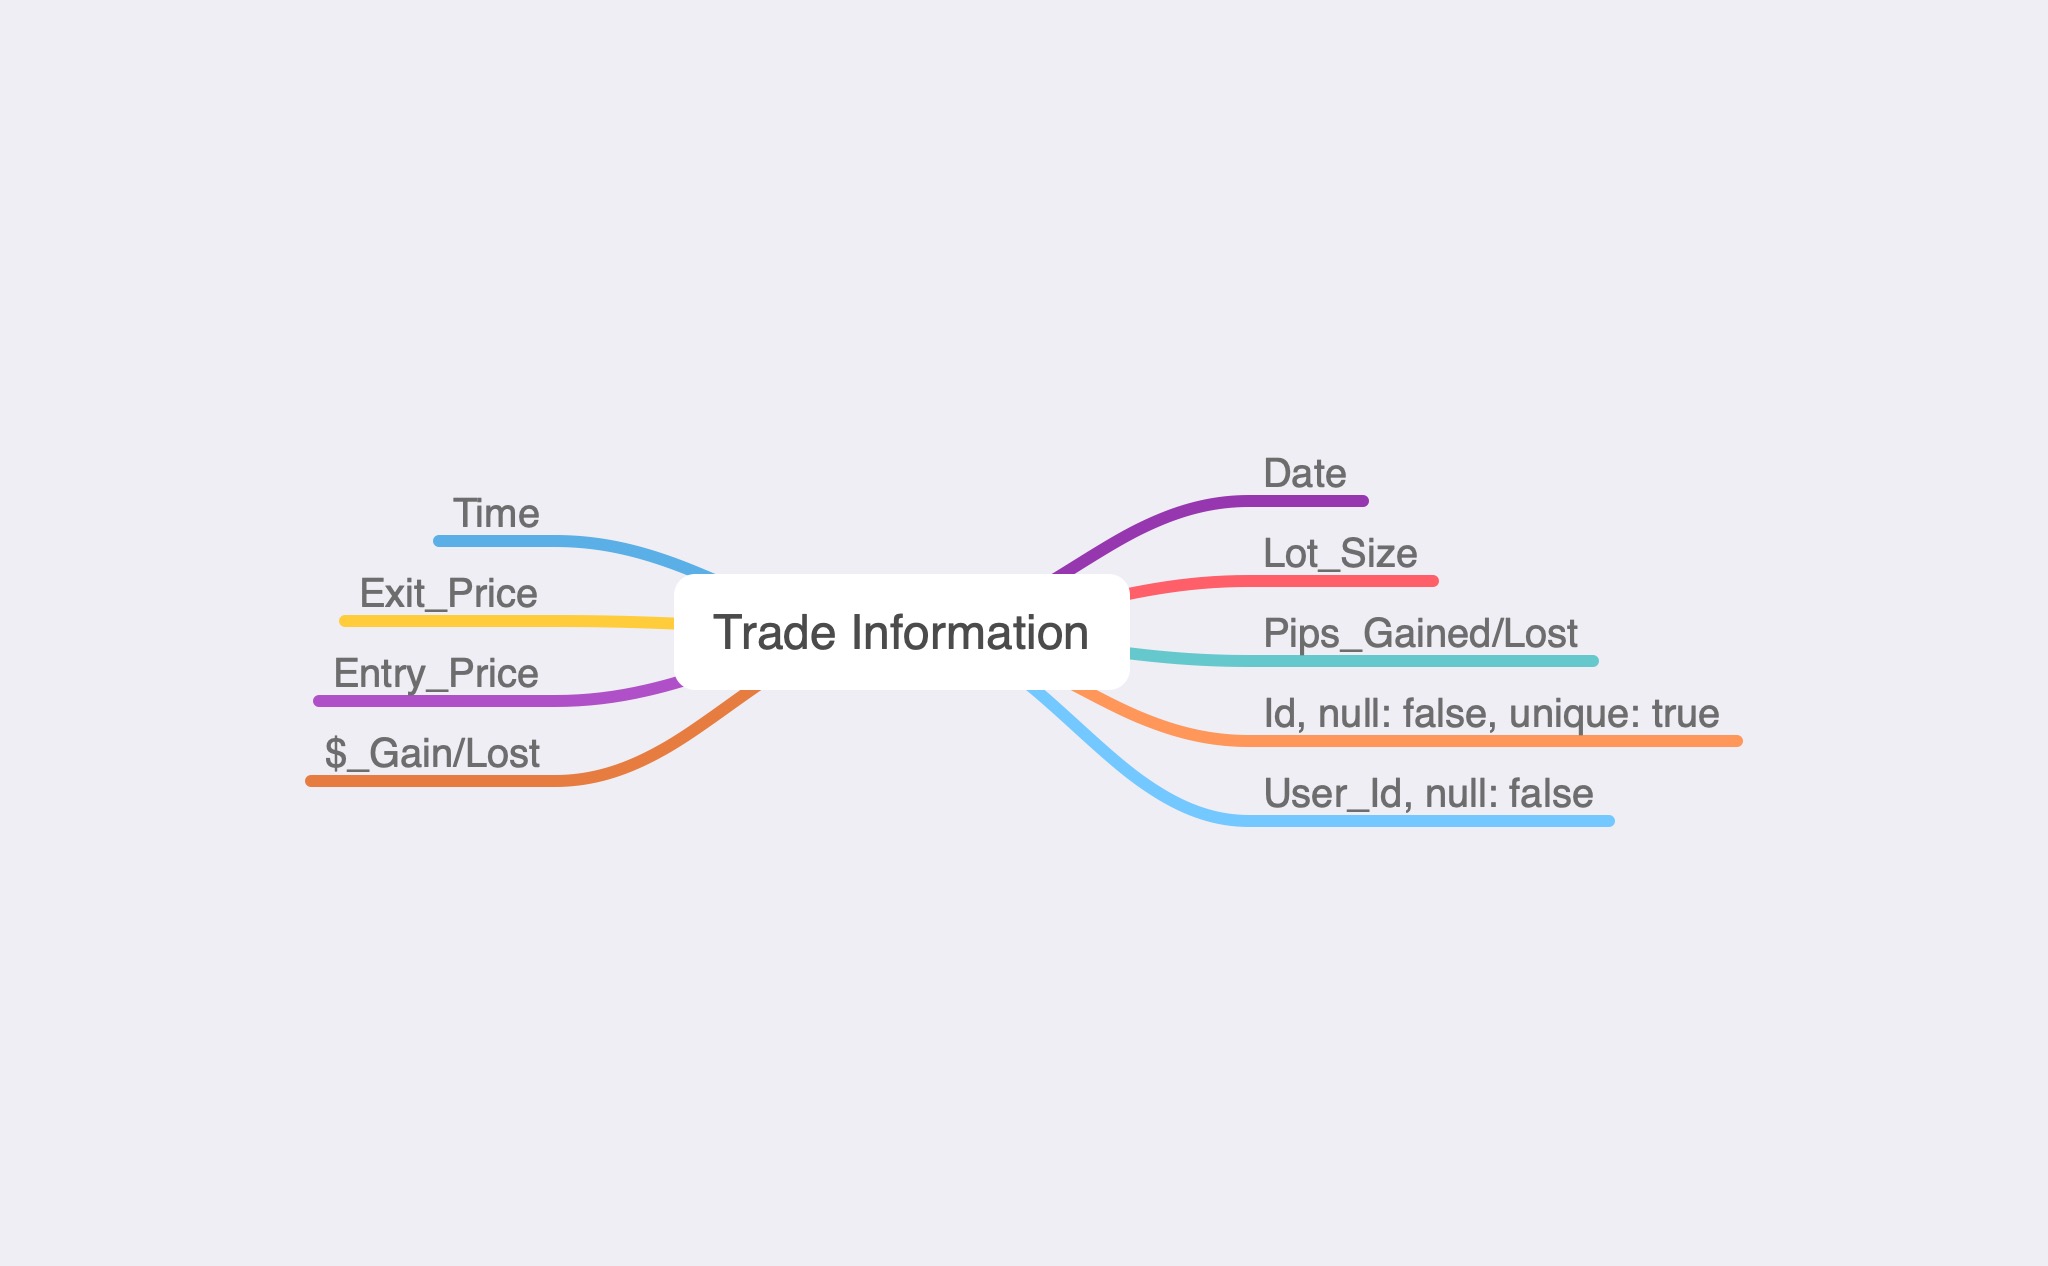 Trade Information
Date
Lot_Size
Pips_Gained/Lost
Id, null: false, unique: true
User_Id, null: false
Time
Exit_Price
Entry_Price
$_Gain/Lost